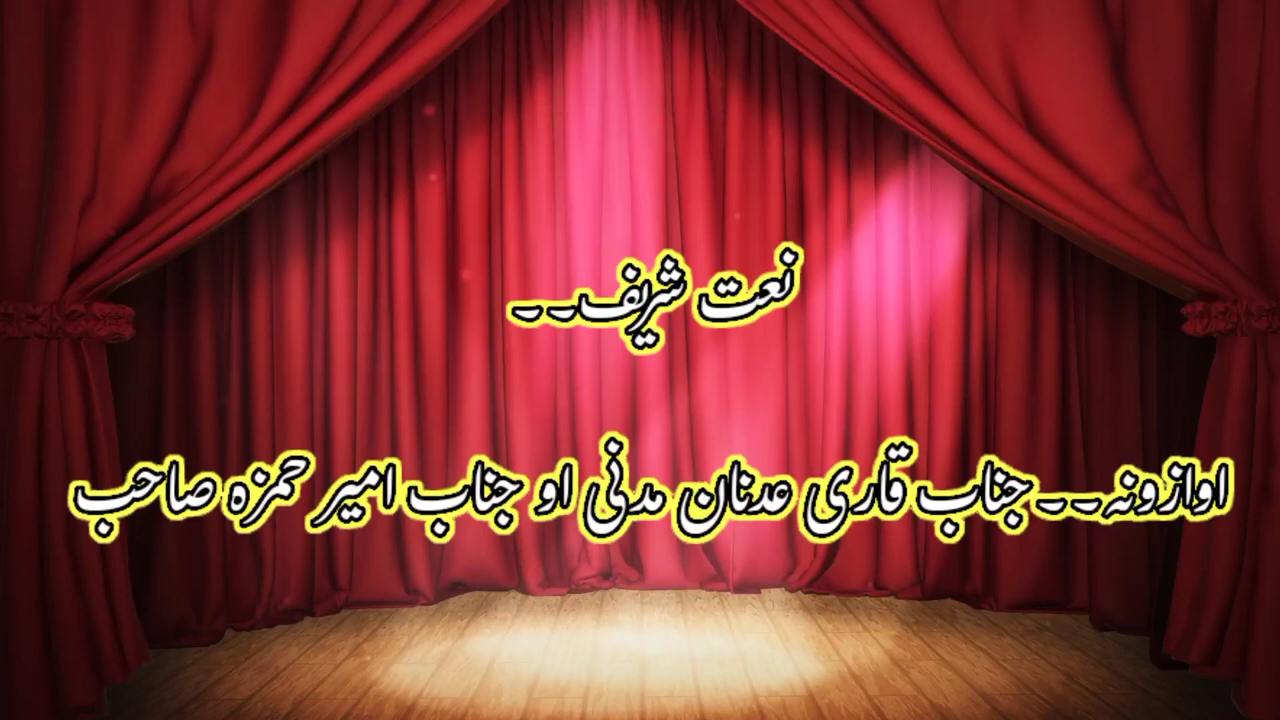 نعت شریف۔۔
اوازونہ۔۔جناب قاری عدنان مدنی او جناب امیر حمزہ صاحب